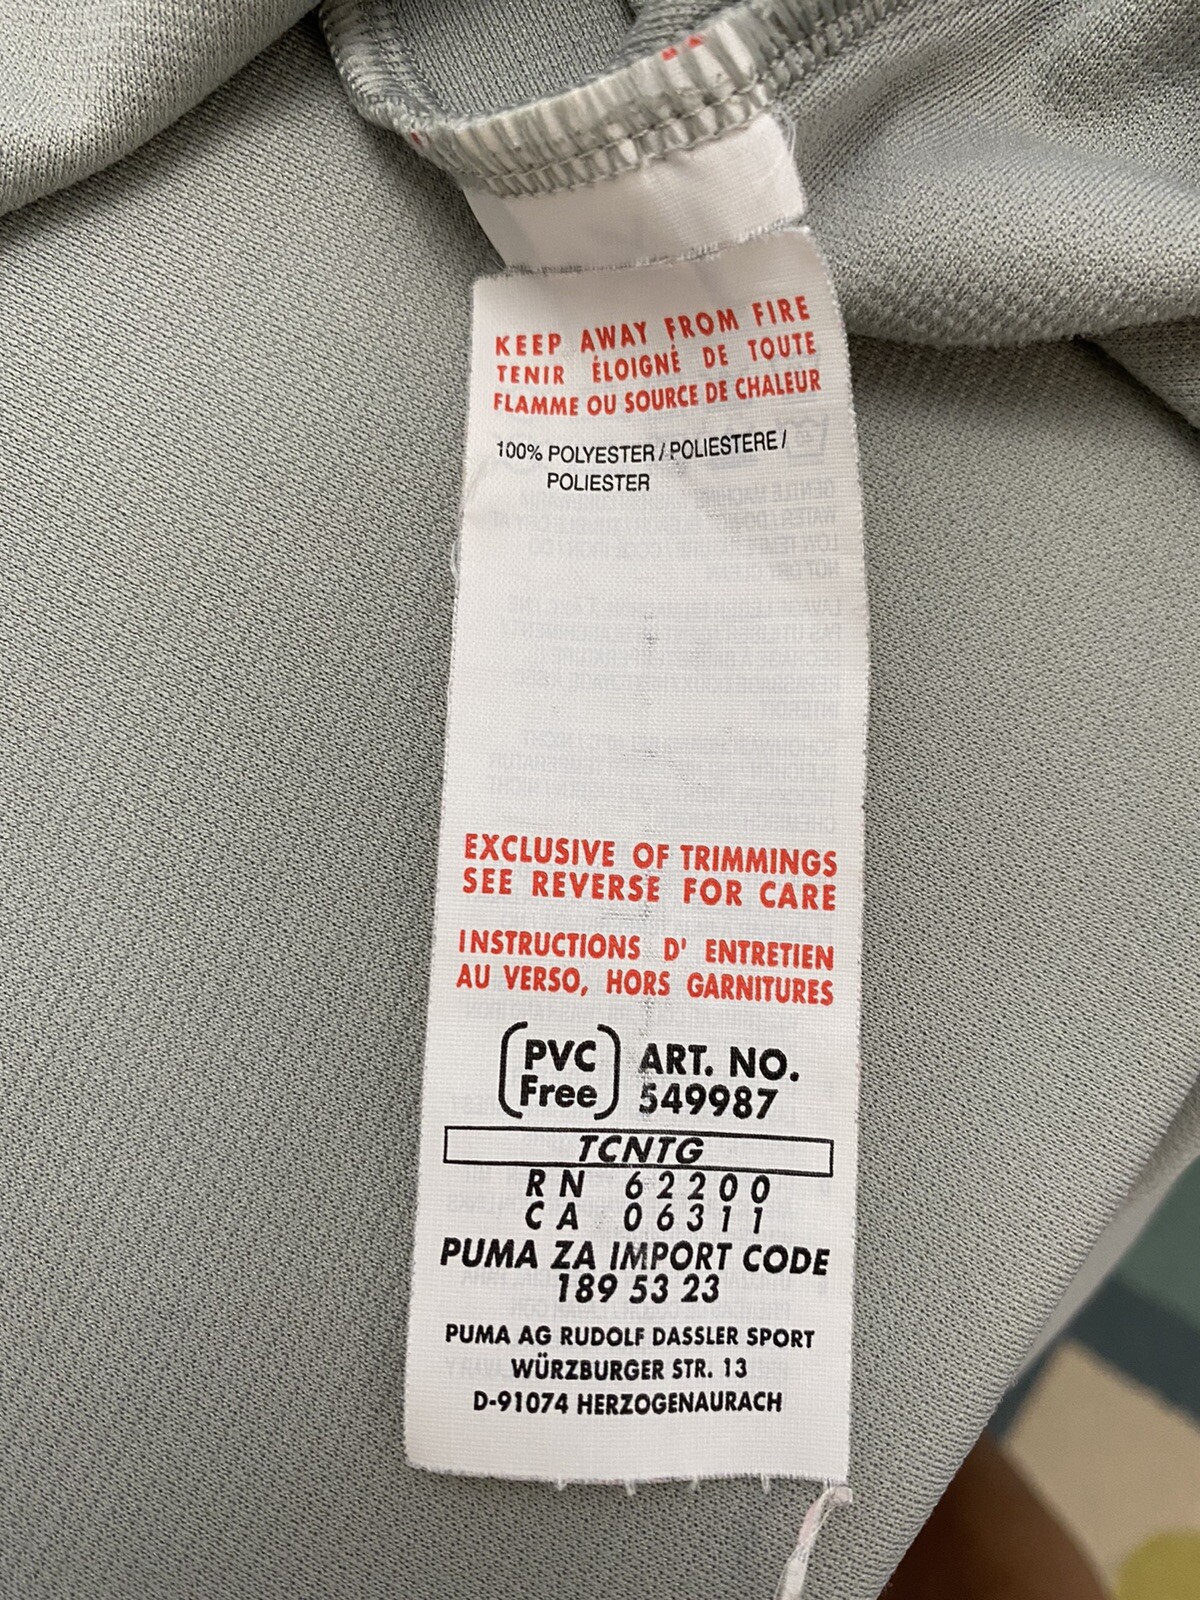 KEEP AWAY FROM FIRE
TENIR ÉLOIGNÉ DE TOUTE
FLAMME OU SOURCE DE CHALEUR
100% POLYESTER / POLIESTERE /
POLIESTER
EXCLUSIVE OF TRIMMINGS
SEE REVERSE FOR CARE
INSTRUCTIONS D' ENTRETIEN
AU VERSO, HORS GARNITURES
PVC Free
ART. NO.
549987
TCNTG
RN 62200
CA 06311
PUMA ZA IMPORT CODE
189 53 23
PUMA AG RUDOLF DASSLER SPORT
WÜRZBURGER STR. 13
D-91074 HERZOGENAURACH